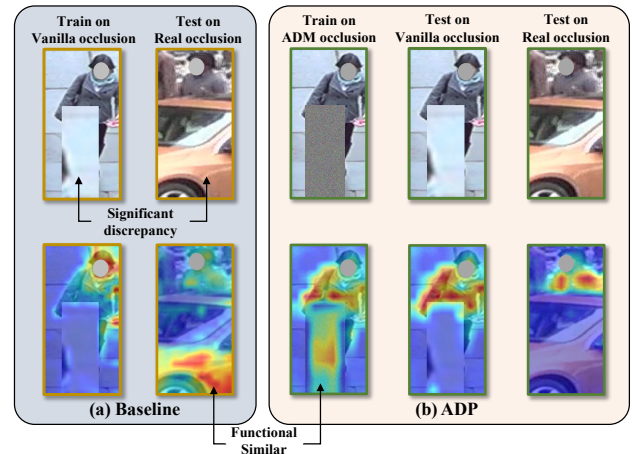 Train on
Vanilla occlusion
Test on
Real occlusion
Significant
discrepancy
(a) Baseline
Train on
ADM occlusion
Test on
Vanilla occlusion
Test on
Real occlusion
(b) ADP
Functional
Similar